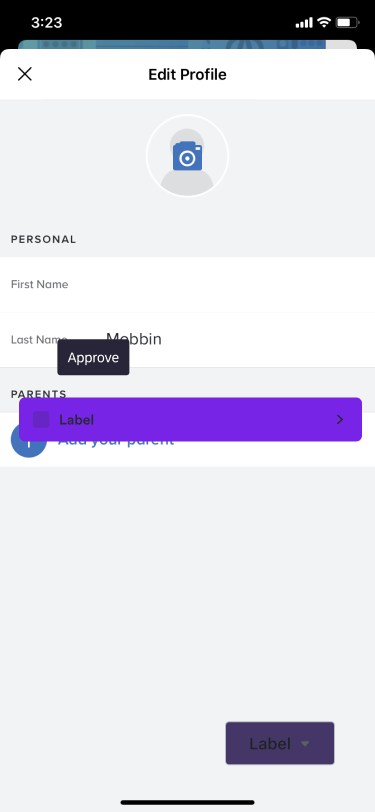 3:23
Edit Profile
PERSONAL
First Name
Last Name Mobbin
Approve
PARENTS
Label
Add your parent
Label